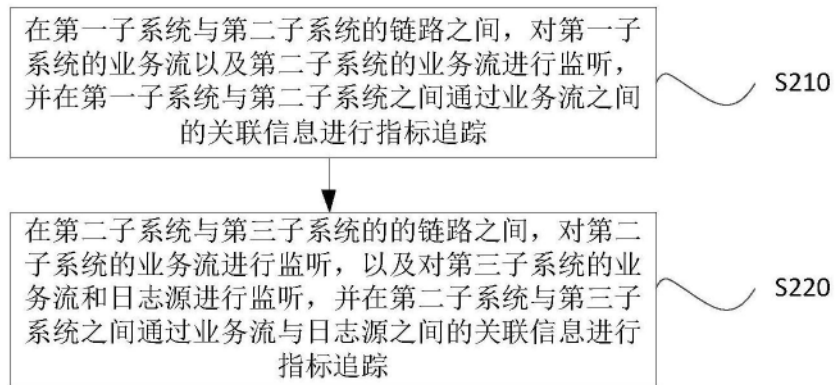 在第一子系统与第二子系统的链路之间，对第一子
系统的业务流以及第二子系统的业务流进行监听，
并在第一子系统与第二子系统之间通过业务流之间
的关联信息进行指标追踪
S210
在第二子系统与第三子系统的的链路之间，对第二
子系统的业务流进行监听，以及对第三子系统的业
务流和日志源进行监听，并在第二子系统与第三子
系统之间通过业务流与日志源之间的关联信息进行
指标追踪
S220